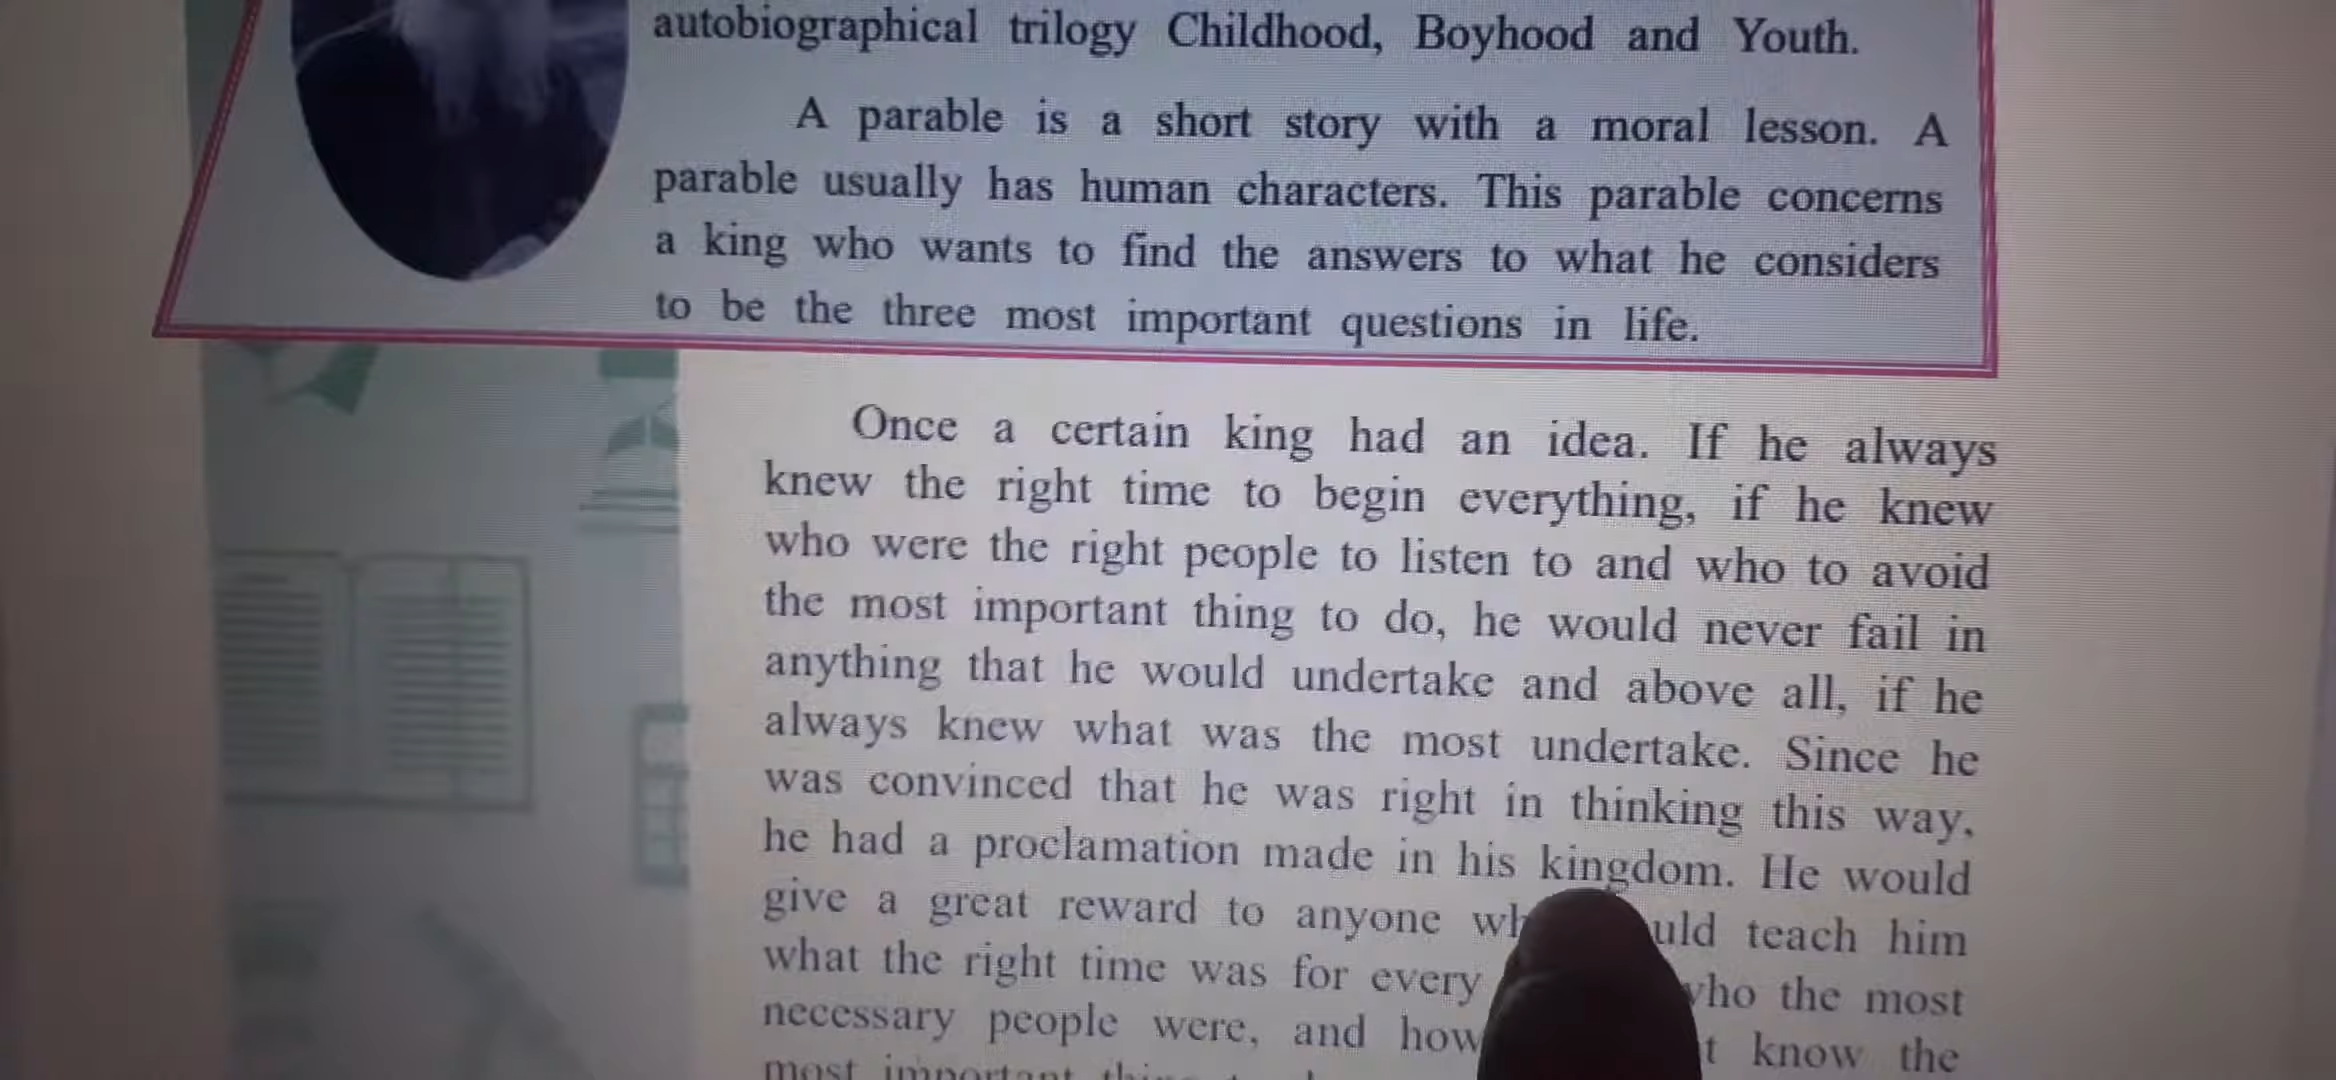 autobiographical trilogy Childhood, Boyhood and Youth.
A parable is a short story with a moral lesson. A
parable usually has human characters. This parable concerns
a king who wants to find the answers to what he considers
to be the three most important questions in life.
Once a certain king had an idea. If he always
knew the right time to begin everything, if he knew
who were the right people to listen to and who to avoid
the most important thing to do, he would never fail in
anything that he would undertake and above all, if he
always knew what was the most undertake. Since he
was convinced that he was right in thinking this way,
he had a proclamation made in his kingdom. He would
give a great reward to anyone teach him
what the right time was for every who the most
necessary people were, and how know the
most important